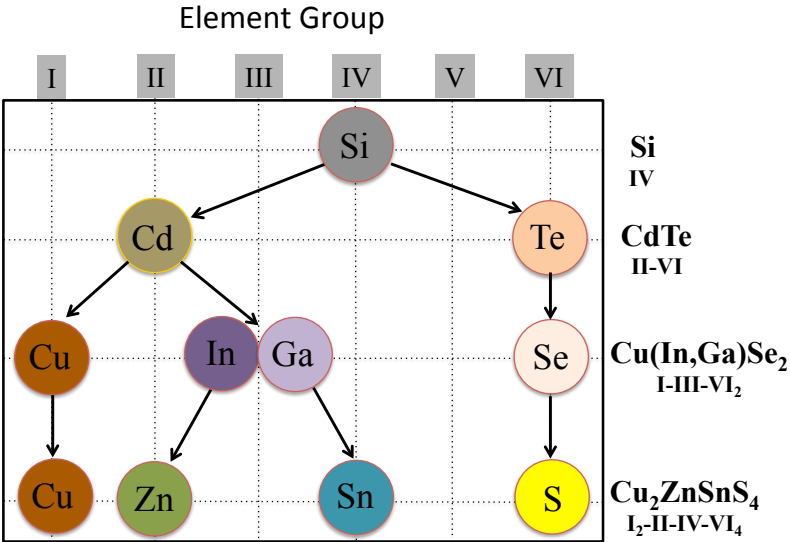 Element Group
I II III IV V VI
Si Si
IV
Cd Te CdTe
II-VI
Cu In Ga Se Cu(In,Ga)Se₂
I-III-VI₂
Cu Zn Sn S Cu₂ZnSnS₄
I₂-II-IV-VI₄